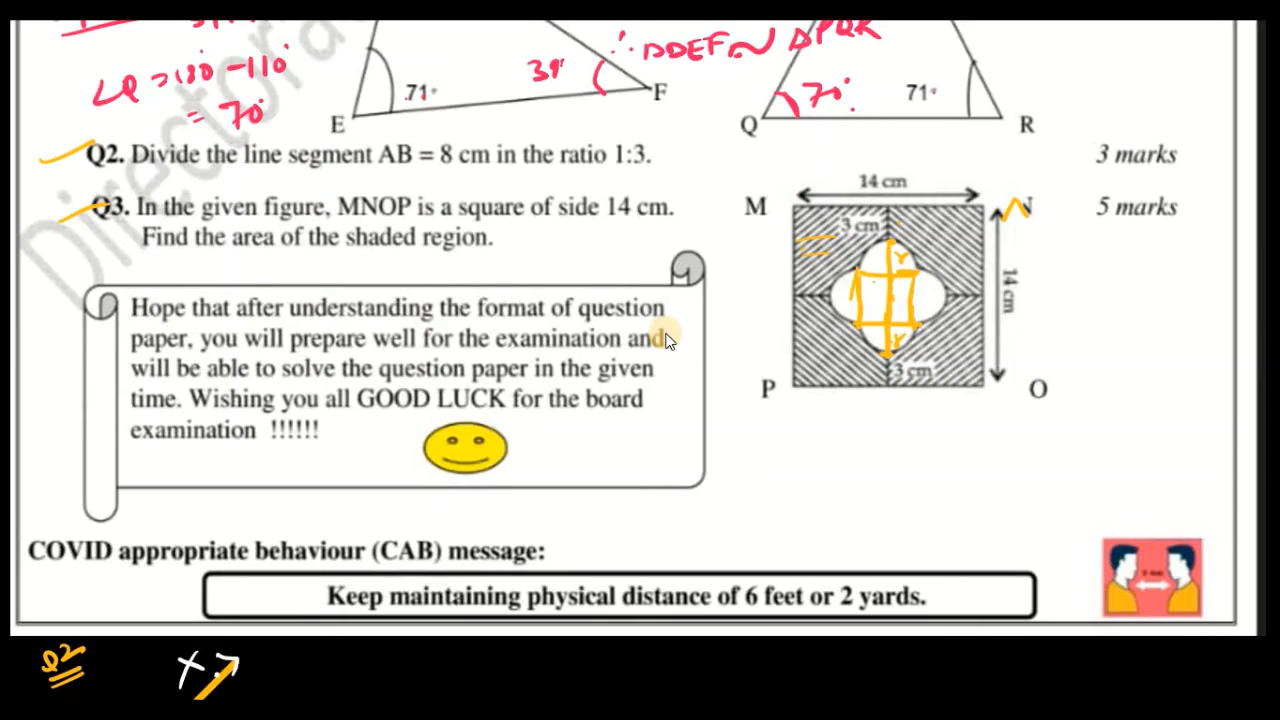 ∠Q = 180° - 110°
= 70°
39°
∴ △DEF ~ △PQR
71°
F
70°
71°
E
Q
R
Q2. Divide the line segment AB = 8 cm in the ratio 1:3.
3 marks
Q3. In the given figure, MNOP is a square of side 14 cm.
Find the area of the shaded region.
5 marks
14 cm
M
N
3 cm
r
14 cm
r
3 cm
P
O
Hope that after understanding the format of question
paper, you will prepare well for the examination and
will be able to solve the question paper in the given
time. Wishing you all GOOD LUCK for the board
examination !!!!!!
COVID appropriate behaviour (CAB) message:
Keep maintaining physical distance of 6 feet or 2 yards.
Q2
Director